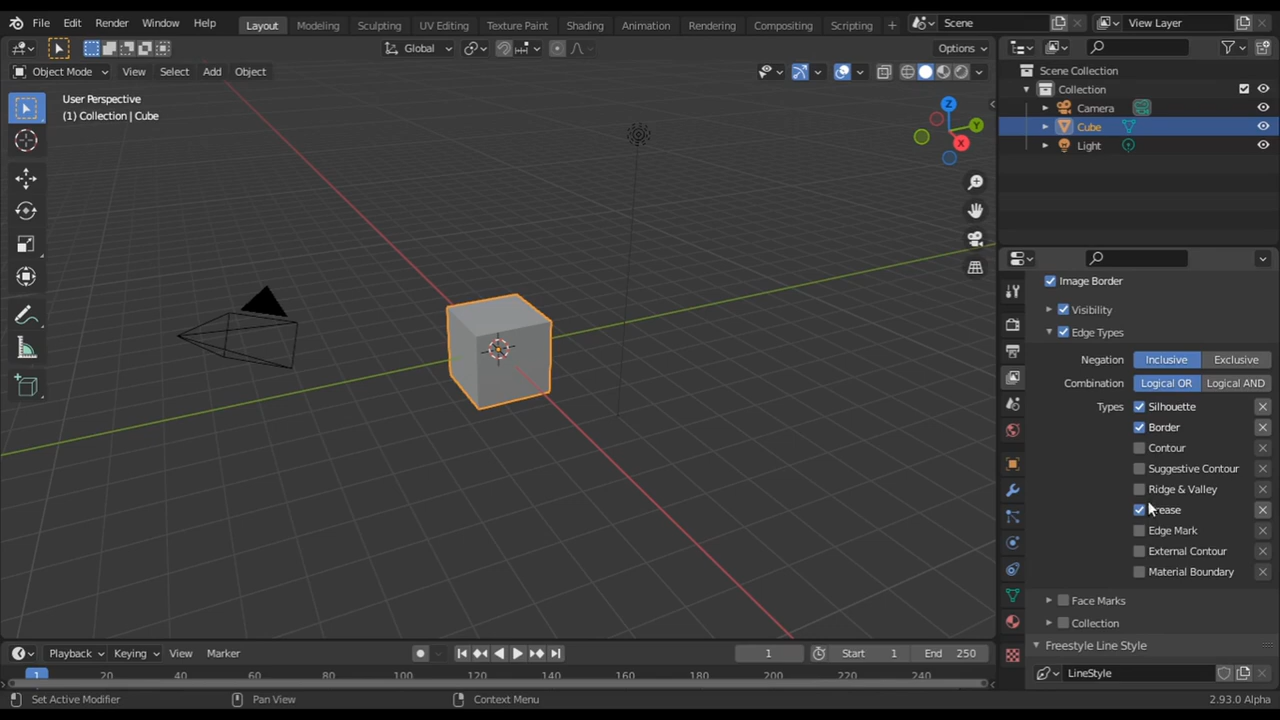 File Edit Render Window Help Layout Modeling Sculpting UV Editing Texture Paint Shading Animation Rendering Compositing Scripting + Scene View Layer
Global Options
Object Mode View Select Add Object
User Perspective
(1) Collection | Cube
Z
Y
X
Scene Collection
Collection
Camera
Cube
Light
Image Border
Visibility
Edge Types
Negation Inclusive Exclusive
Combination Logical OR Logical AND
Types Silhouette
Border
Contour
Suggestive Contour
Ridge & Valley
rease
Edge Mark
External Contour
Material Boundary
Face Marks
Collection
Freestyle Line Style
LineStyle
Playback Keying View Marker 1 Start 1 End 250
1 20 40 60 80 100 120 140 160 180 200 220 240
Set Active Modifier Pan View Context Menu 2.93.0 Alpha